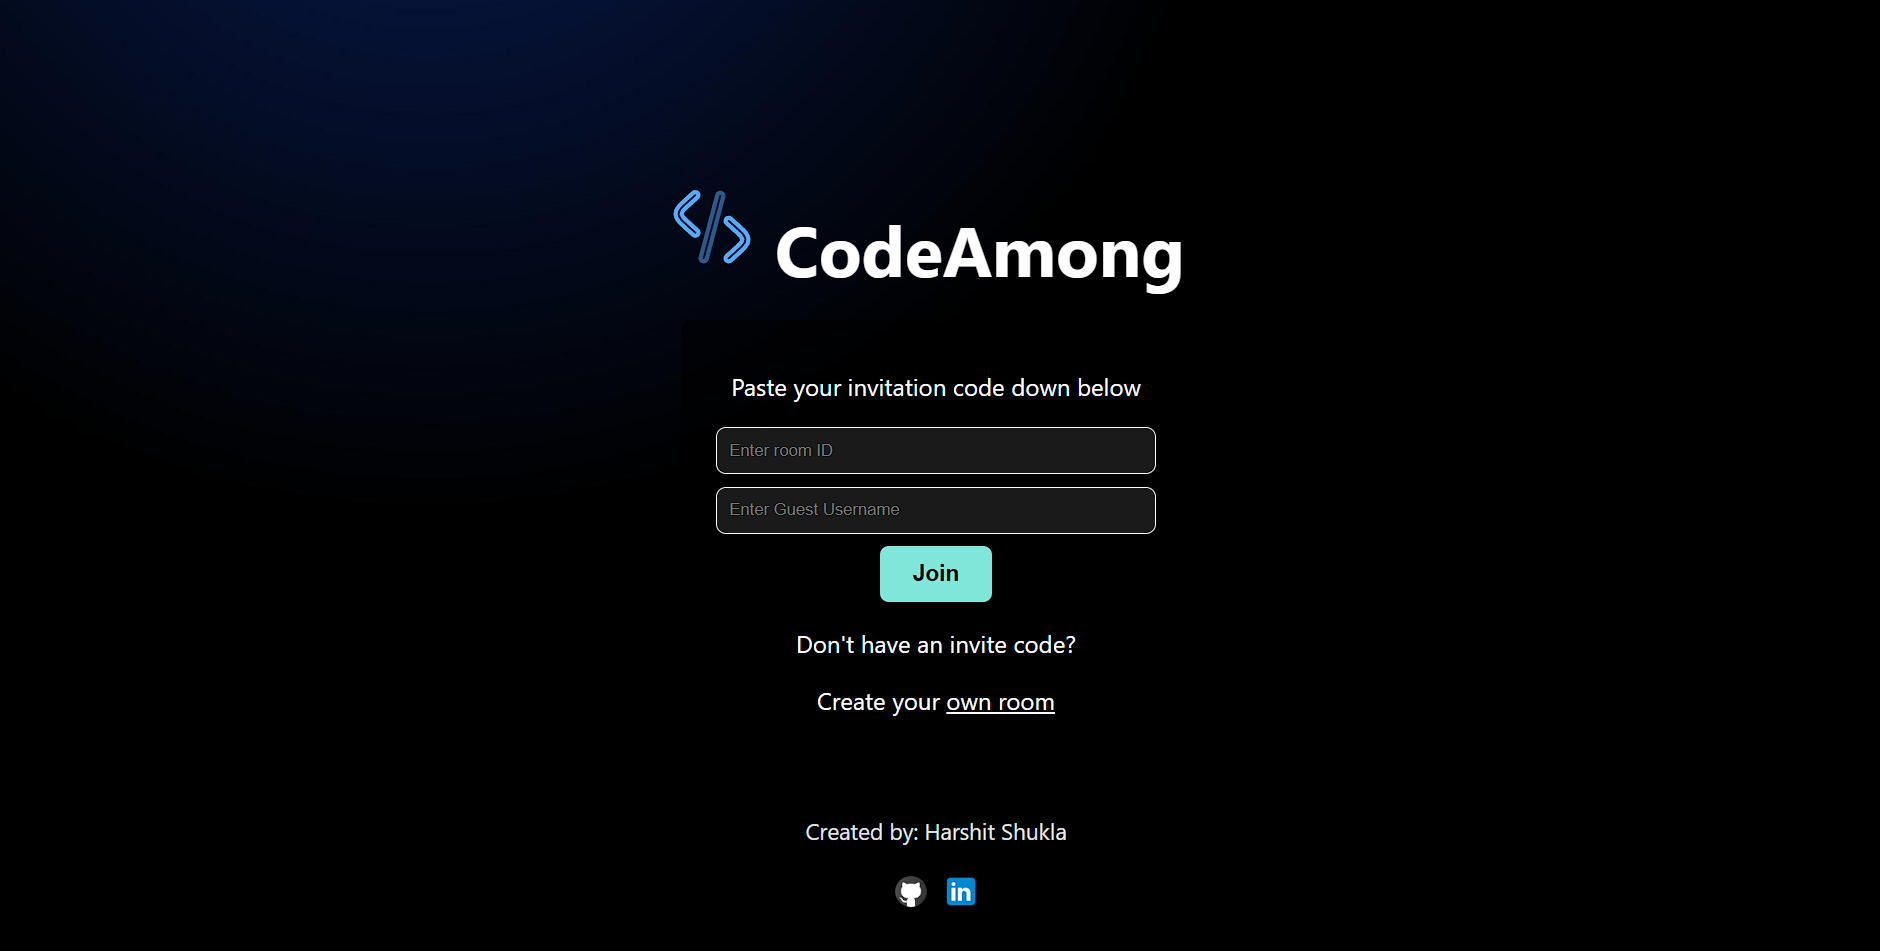 </> CodeAmong
Paste your invitation code down below
Enter room ID
Enter Guest Username
Join
Don't have an invite code?
Create your own room
Created by: Harshit Shukla
in